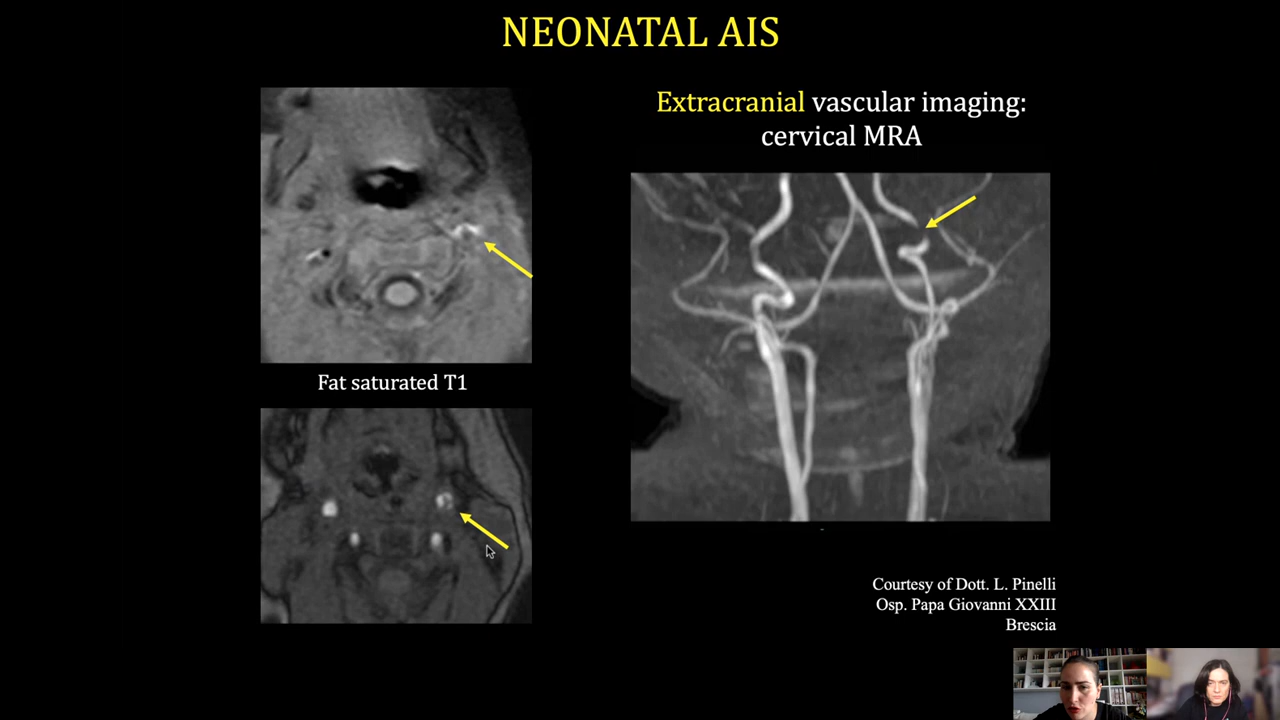 NEONATAL AIS
Extracranial vascular imaging:
cervical MRA
Fat saturated T1
Courtesy of Dott. L. Pinelli
Osp. Papa Giovanni XXIII
Brescia